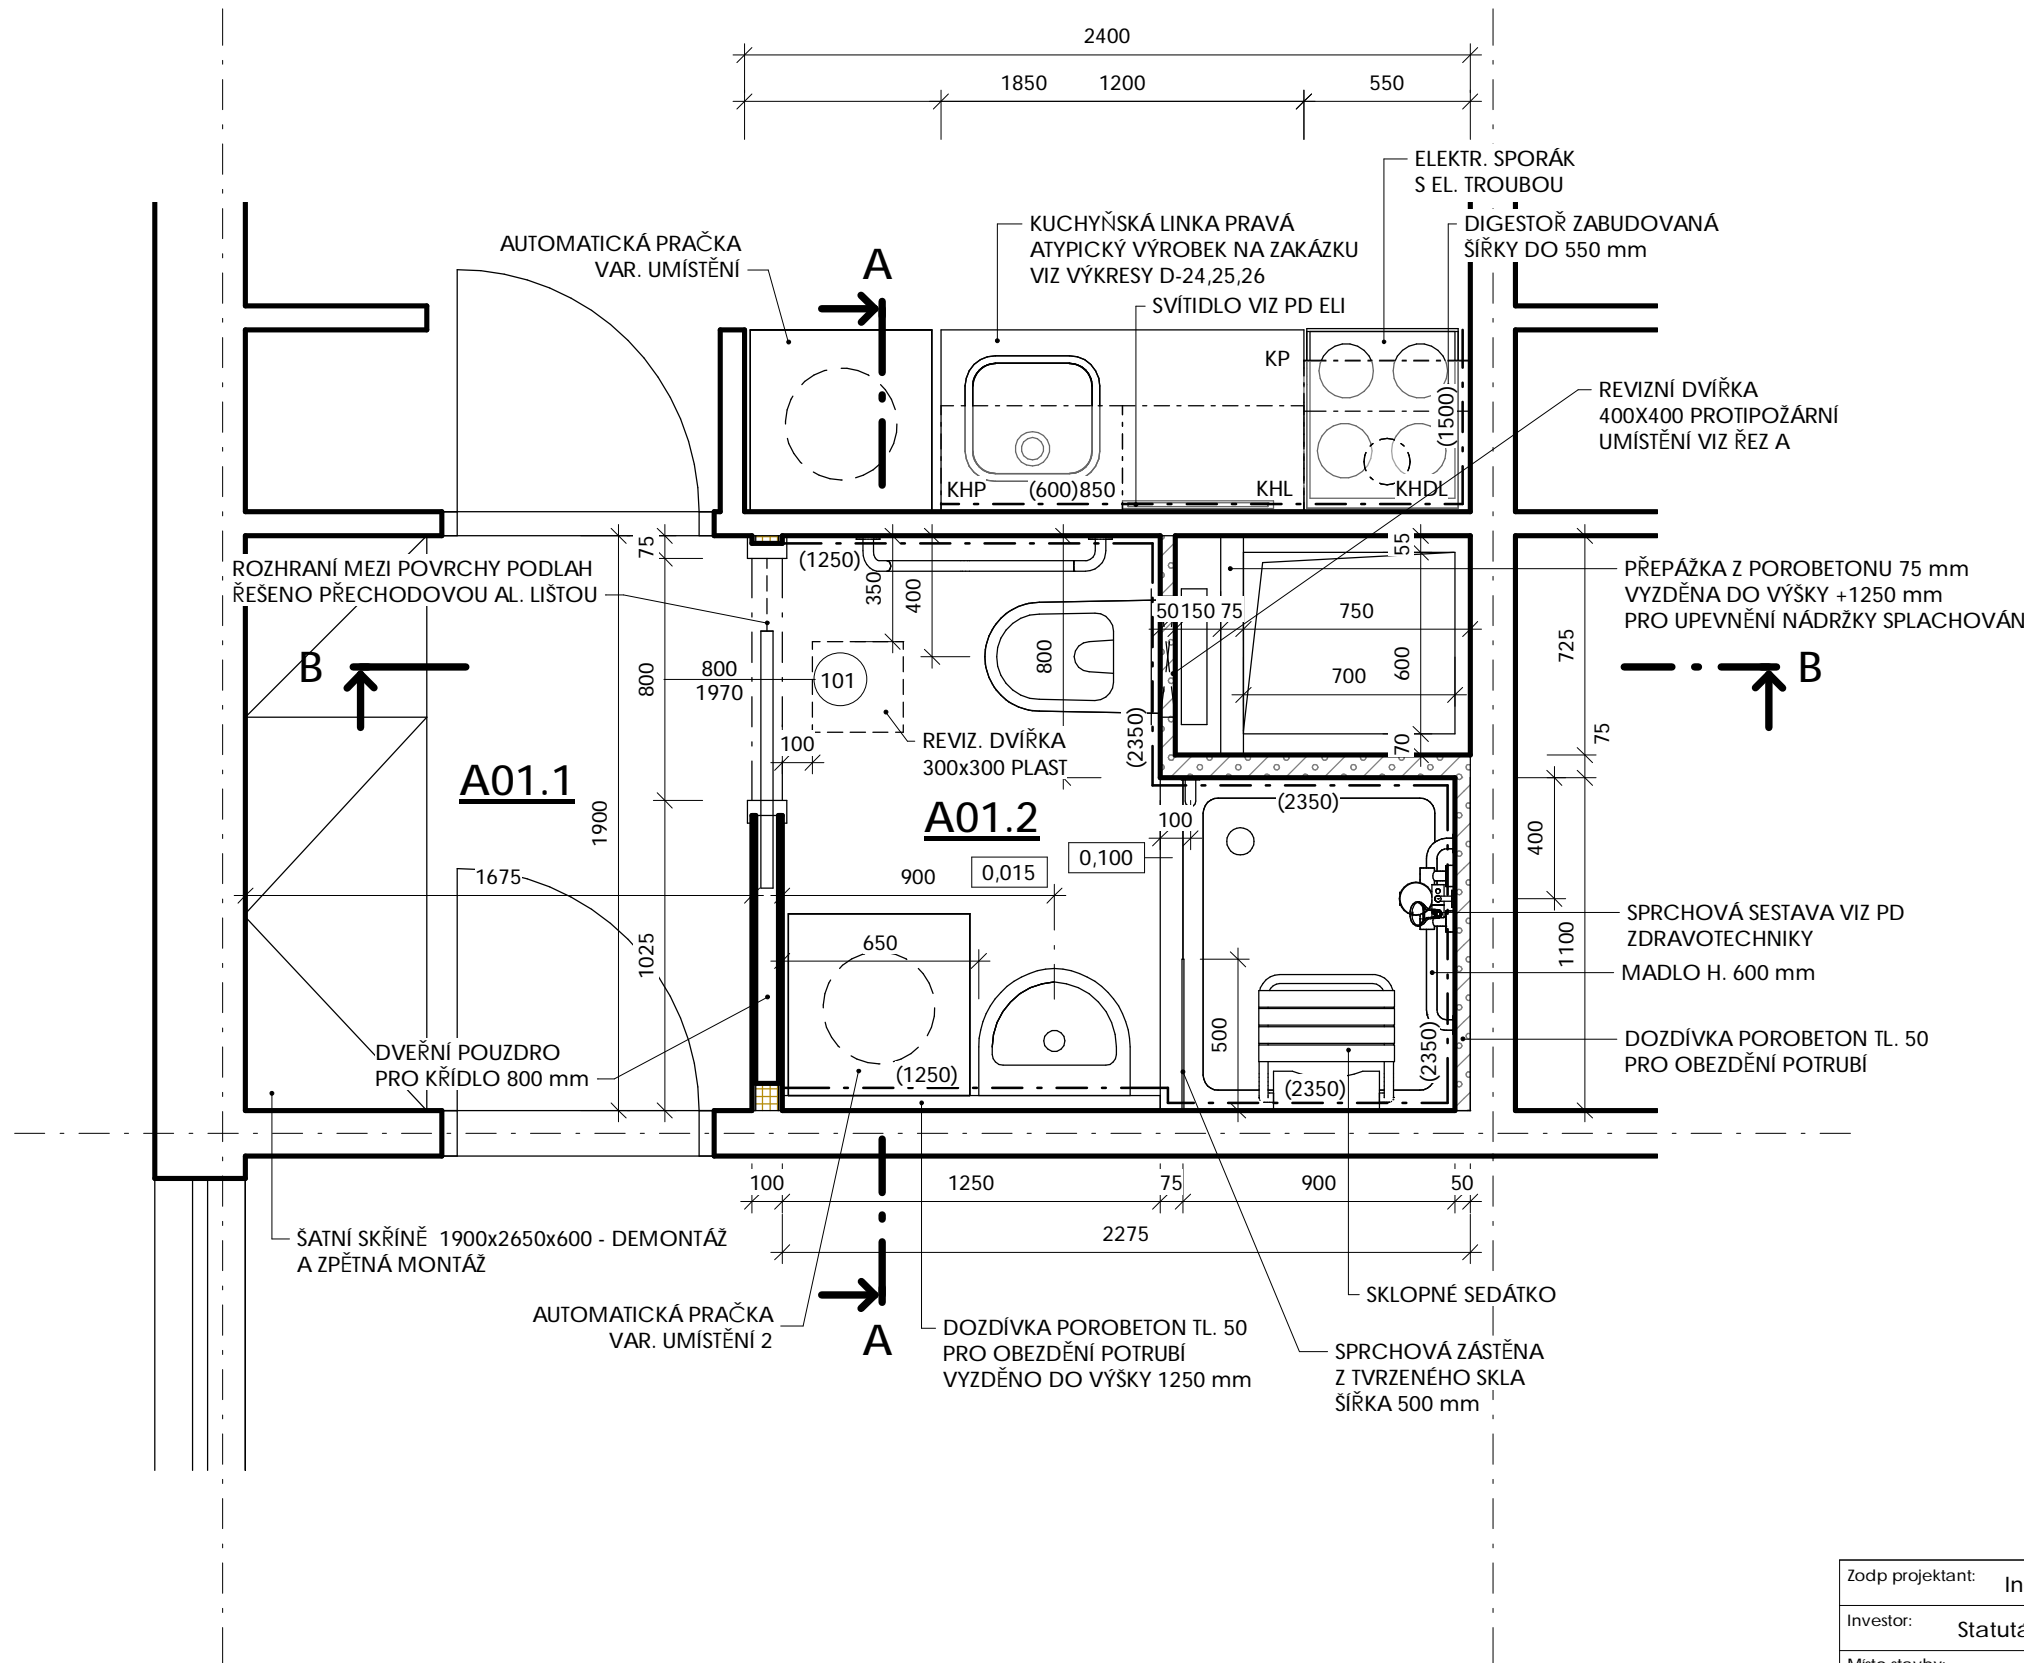 2400
1850
1200
550
ELEKTR. SPORÁK
S EL. TROUBOU
AUTOMATICKÁ PRAČKA
VAR. UMÍSTĚNÍ
A
KUCHYŇSKÁ LINKA PRAVÁ
ATYPICKÝ VÝROBEK NA ZAKÁZKU
VIZ VÝKRESY D-24,25,26
DIGESTOŘ ZABUDOVANÁ
ŠÍŘKY DO 550 mm
SVÍTIDLO VIZ PD ELI
KP
(1500)
REVIZNÍ DVÍŘKA
400X400 PROTIPOŽÁRNÍ
UMÍSTĚNÍ VIZ ŘEZ A
KHP
(600)850
KHL
KHDL
75
(1250)
350
400
55
ROZHRANÍ MEZI POVRCHY PODLAH
ŘEŠENO PŘECHODOVOU AL. LIŠTOU
50
150
75
750
PŘEPÁŽKA Z POROBETONU 75 mm
VYZDĚNA DO VÝŠKY +1250 mm
PRO UPEVNĚNÍ NÁDRŽKY SPLACHOVÁN
B
800
800
1970
101
800
700
600
725
B
100
REVIZ. DVÍŘKA
300x300 PLAST
(2350)
70
75
A01.1
A01.2
1900
(2350)
100
400
1675
900
0,015
0,100
SPRCHOVÁ SESTAVA VIZ PD
ZDRAVOTECHNIKY
650
1025
1100
MADLO H. 600 mm
500
DVEŘNÍ POUZDRO
PRO KŘÍDLO 800 mm
(1250)
(2350)
(2350)
DOZDÍVKA POROBETON TL. 50
PRO OBEZDĚNÍ POTRUBÍ
100
1250
75
900
50
2275
ŠATNÍ SKŘÍNĚ 1900x2650x600 - DEMONTÁŽ
A ZPĚTNÁ MONTÁŽ
SKLOPNÉ SEDÁTKO
AUTOMATICKÁ PRAČKA
VAR. UMÍSTĚNÍ 2
A
DOZDÍVKA POROBETON TL. 50
PRO OBEZDĚNÍ POTRUBÍ
VYZDĚNO DO VÝŠKY 1250 mm
SPRCHOVÁ ZÁSTĚNA
Z TVRZENÉHO SKLA
ŠÍŘKA 500 mm
Zodp projektant: In
Investor: Statutá